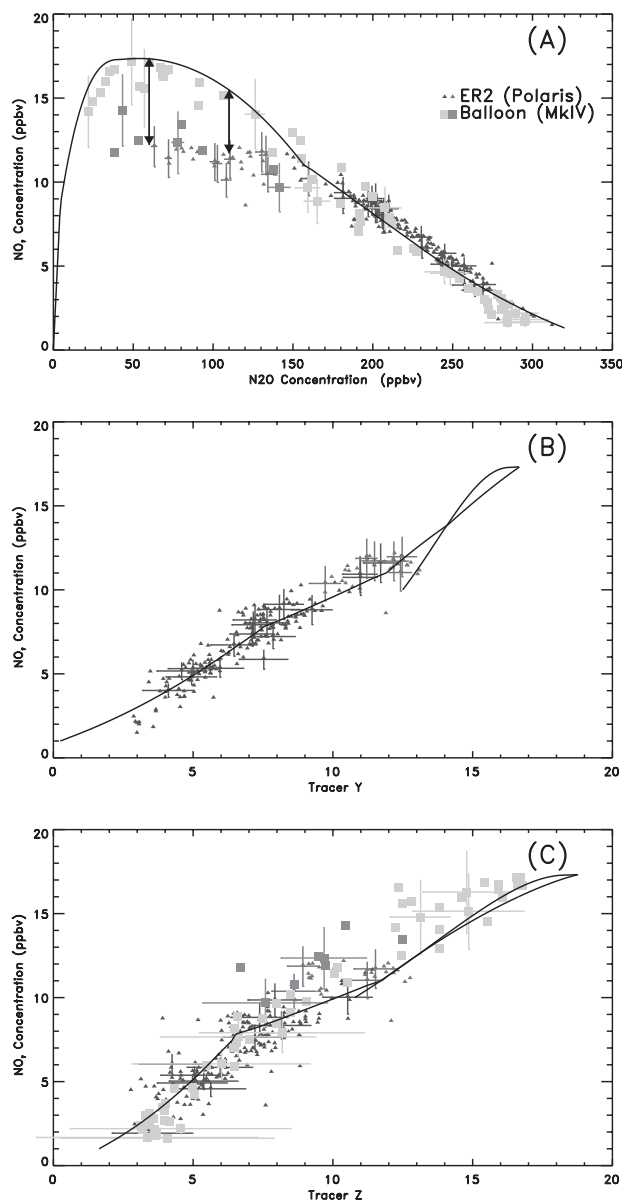 20
15
10
5
0
NOy Concentration (ppbv)
(A)
ER2 (Polaris)
Balloon (MkIV)
0 50 100 150 200 250 300 350
N2O Concentration (ppbv)
20
15
10
5
0
NOy Concentration (ppbv)
(B)
0 5 10 15 20
Tracer Y
20
15
10
5
0
NOy Concentration (ppbv)
(C)
0 5 10 15 20
Tracer Z